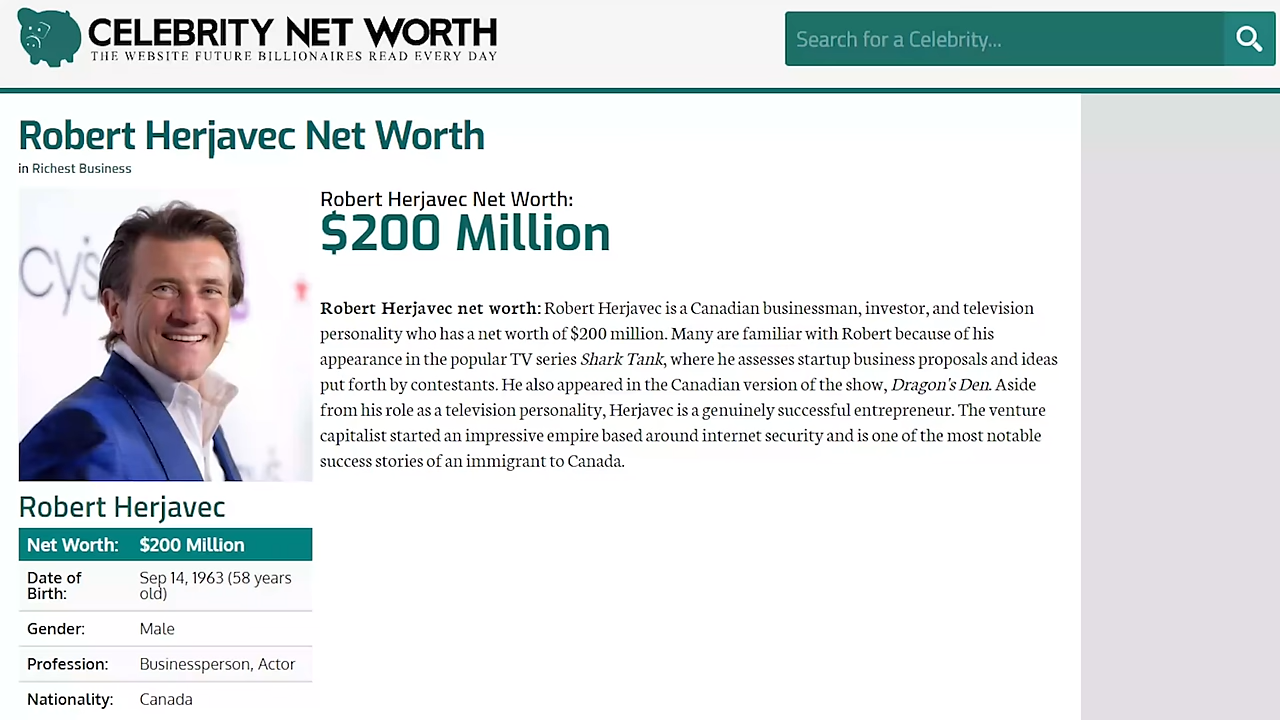 CELEBRITY NET WORTH
THE WEBSITE FUTURE BILLIONAIRES READ EVERY DAY
Search for a Celebrity...
Robert Herjavec Net Worth
in Richest Business
cys
Robert Herjavec Net Worth:
$200 Million
Robert Herjavec net worth: Robert Herjavec is a Canadian businessman, investor, and television
personality who has a net worth of $200 million. Many are familiar with Robert because of his
appearance in the popular TV series Shark Tank, where he assesses startup business proposals and ideas
put forth by contestants. He also appeared in the Canadian version of the show, Dragon's Den. Aside
from his role as a television personality, Herjavec is a genuinely successful entrepreneur. The venture
capitalist started an impressive empire based around internet security and is one of the most notable
success stories of an immigrant to Canada.
Robert Herjavec
Net Worth: $200 Million
Date of Birth: Sep 14, 1963 (58 years old)
Gender: Male
Profession: Businessperson, Actor
Nationality: Canada